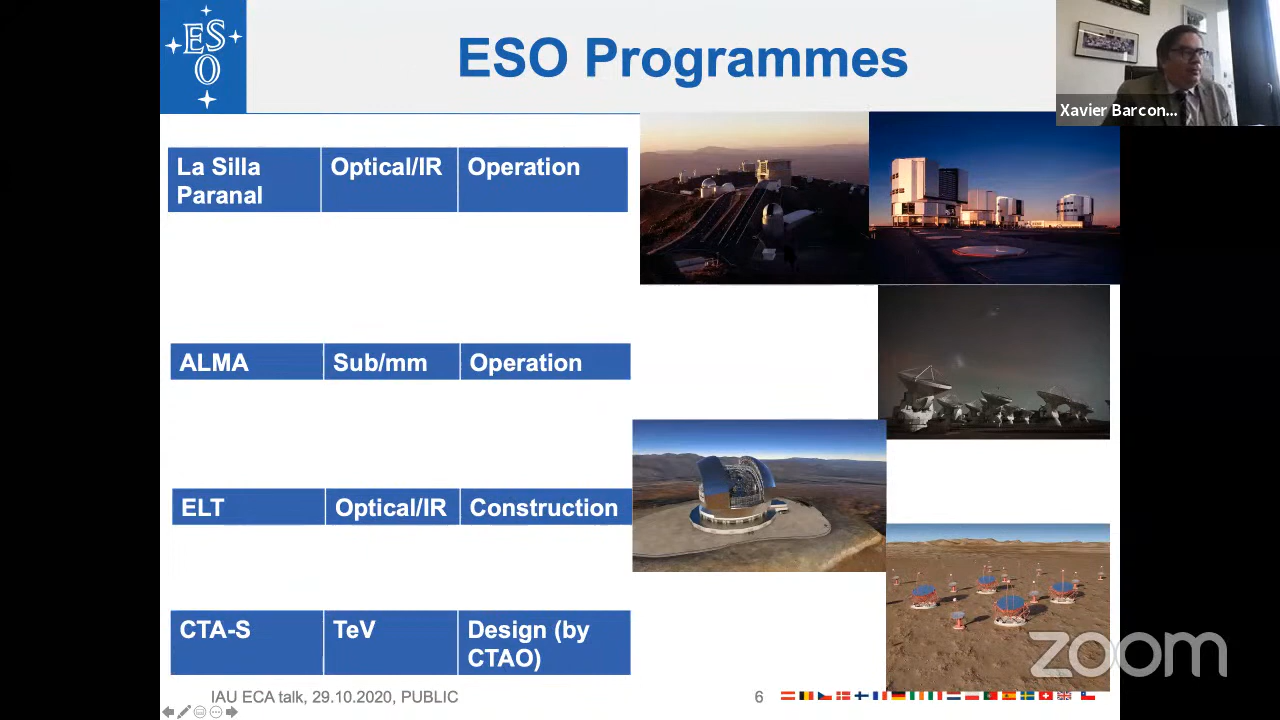 ESO
ESO Programmes
Xavier Barcon...
La Silla Paranal
Optical/IR
Operation
ALMA
Sub/mm
Operation
ELT
Optical/IR
Construction
CTA-S
TeV
Design (by CTAO)
zoom
IAU ECA talk, 29.10.2020, PUBLIC
6